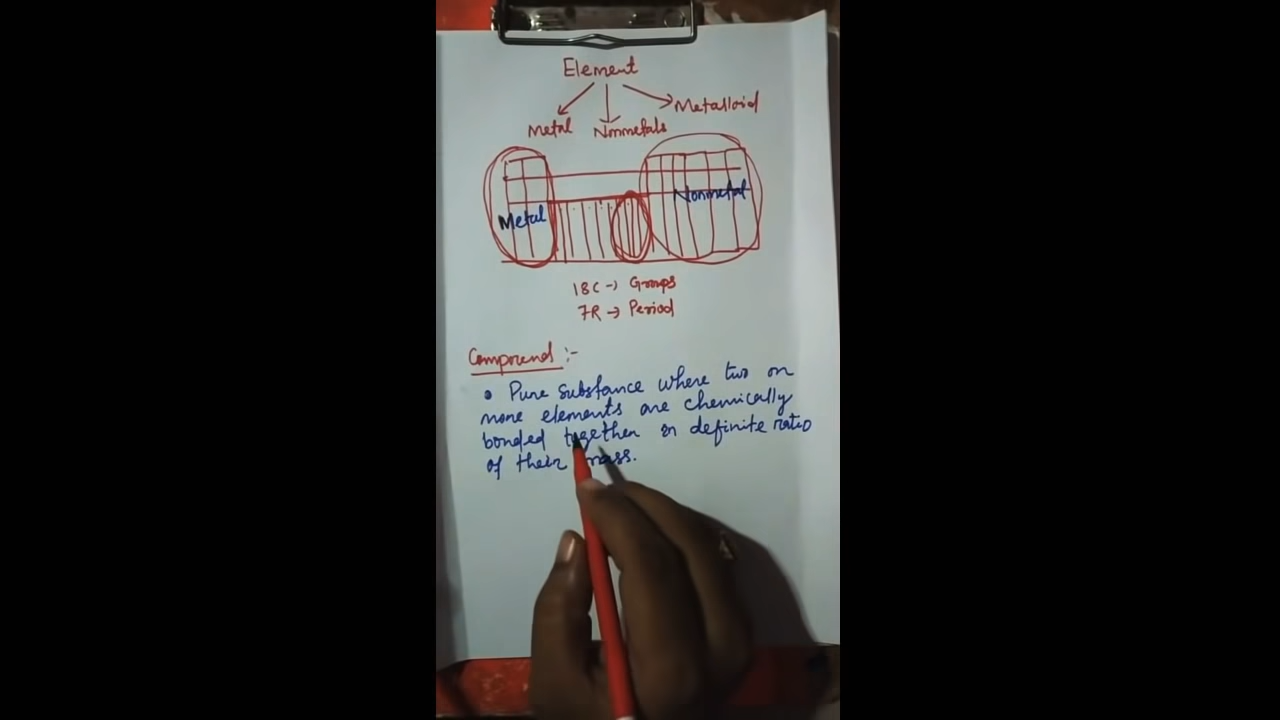 Element
Metal Nonmetals Metalloid
Metal Nonmetal
18C → Groups
7R → Period
Compound :-
• Pure substance where two or
more elements are chemically
bonded together in definite ratio
of their mass.